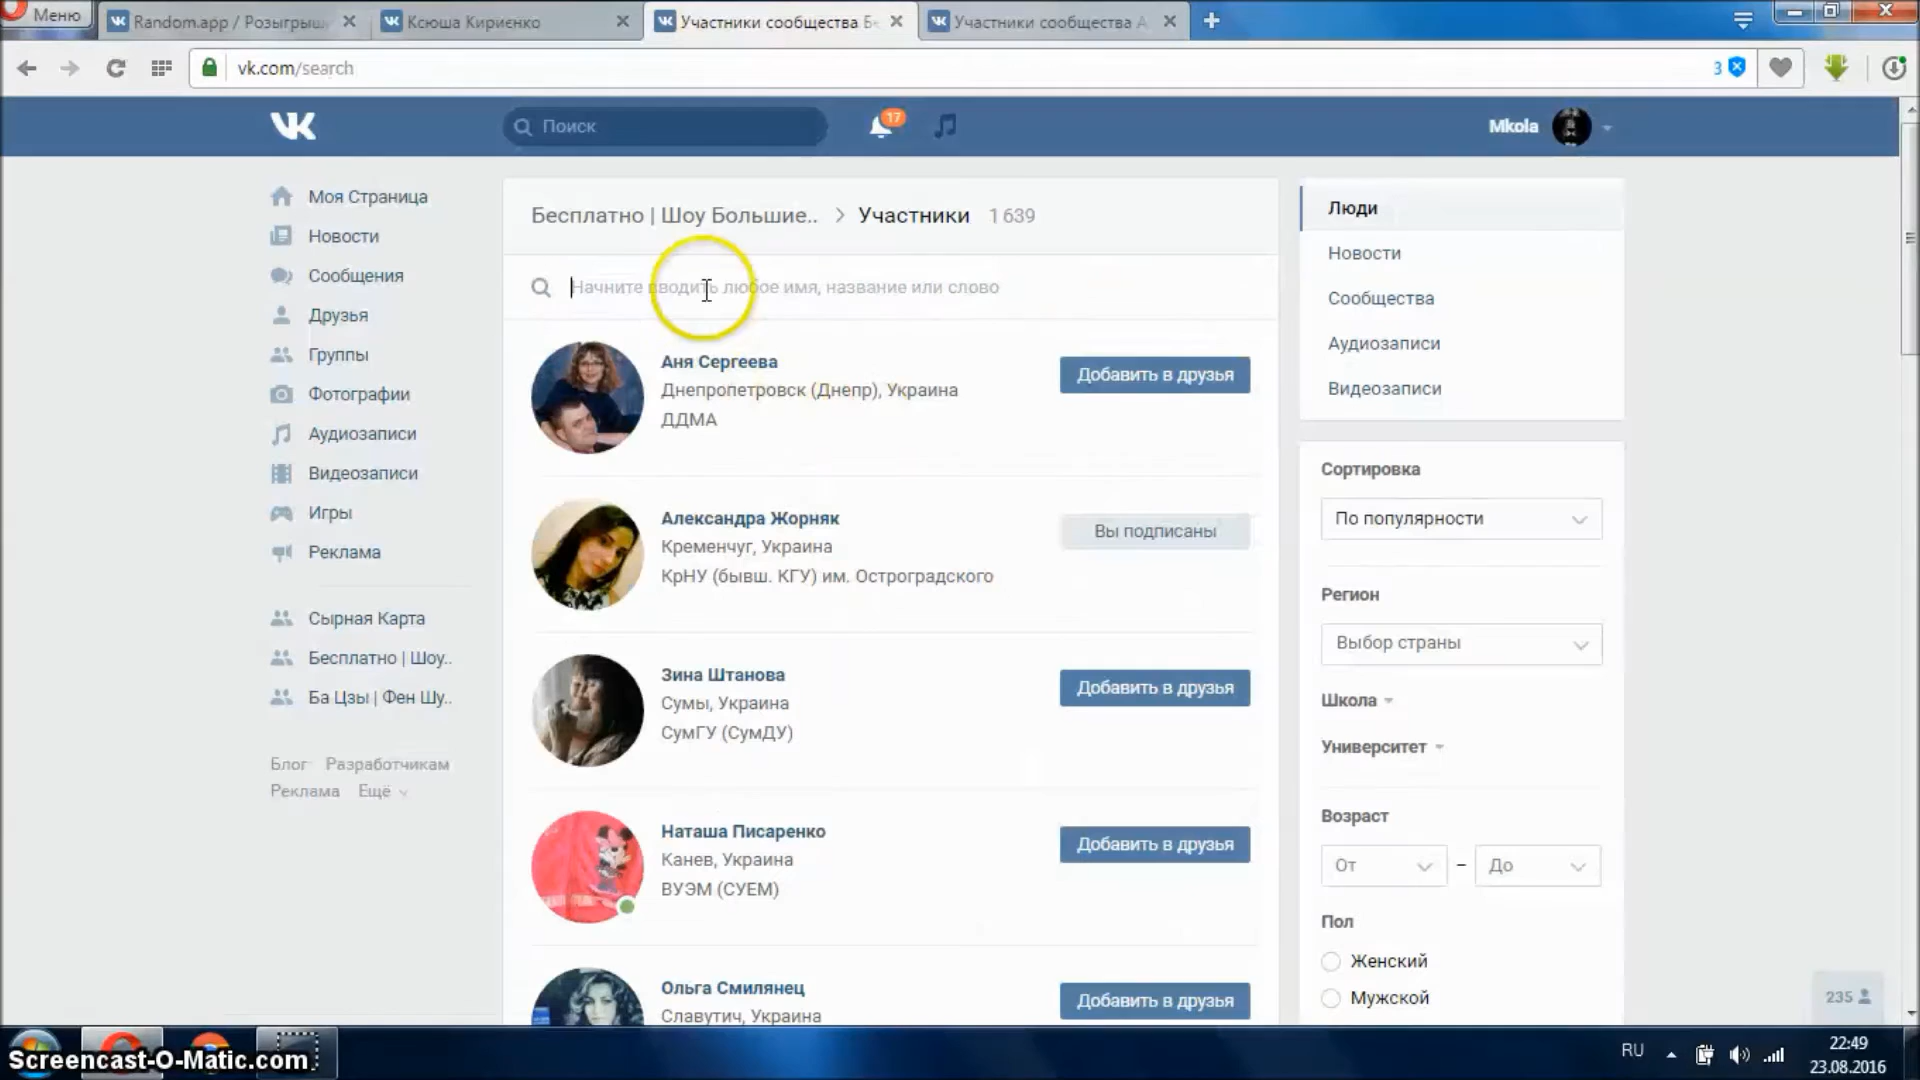 Меню
Random.app / Розыгрыш
Ксюша Кириєнко
Участники сообщества Бе
Участники сообщества А
vk.com/search
3
Поиск
17
Mkola
Моя Страница
Новости
Сообщения
Друзья
Группы
Фотографии
Аудиозаписи
Видеозаписи
Игры
Реклама
Сырная Карта
Бесплатно | Шоу..
Ба Цзы | Фен Шу..
Блог Разработчикам
Реклама Ещё
Бесплатно | Шоу Большие.. > Участники 1 639
Начните вводить любое имя, название или слово
Аня Сергеева
Днепропетровск (Днепр), Украина
ДДМА
Добавить в друзья
Александра Жорняк
Кременчуг, Украина
КрНУ (бывш. КГУ) им. Остроградского
Вы подписаны
Зина Штанова
Сумы, Украина
СумГУ (СумДУ)
Добавить в друзья
Наташа Писаренко
Канев, Украина
ВУЭМ (СУЕМ)
Добавить в друзья
Ольга Смилянец
Славутич, Украина
Добавить в друзья
Люди
Новости
Сообщества
Аудиозаписи
Видеозаписи
Сортировка
По популярности
Регион
Выбор страны
Школа
Университет
Возраст
От – До
Пол
Женский
Мужской
235
Screencast-O-Matic.com
RU
22:49
23.08.2016